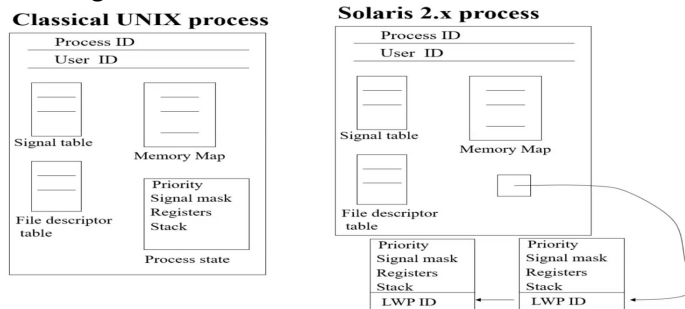 Classical UNIX process
Process ID
User ID
Signal table
Memory Map
File descriptor
table
Priority
Signal mask
Registers
Stack
Process state
Solaris 2.x process
Process ID
User ID
Signal table
Memory Map
File descriptor
table
Priority
Signal mask
Registers
Stack
LWP ID
Priority
Signal mask
Registers
Stack
LWP ID